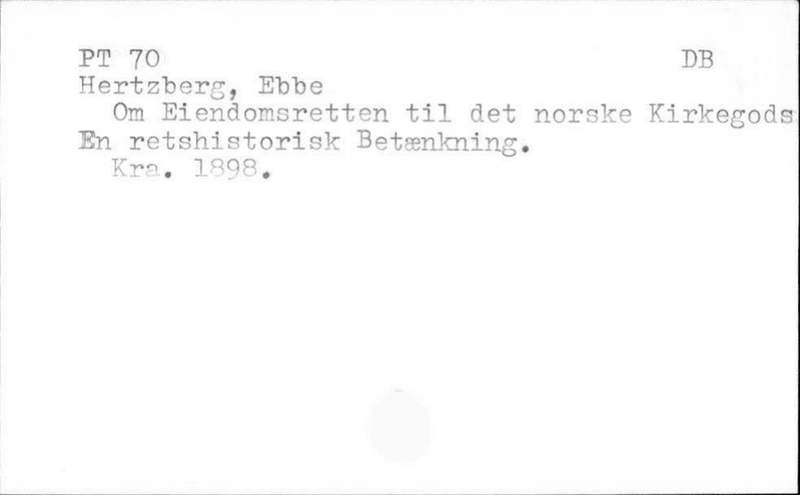 PT 70 DB
Hertzberg, Ebbe
Om Eiendomsretten til det norske Kirkegods
En retshistorisk Betænkning.
Kra. 1898.